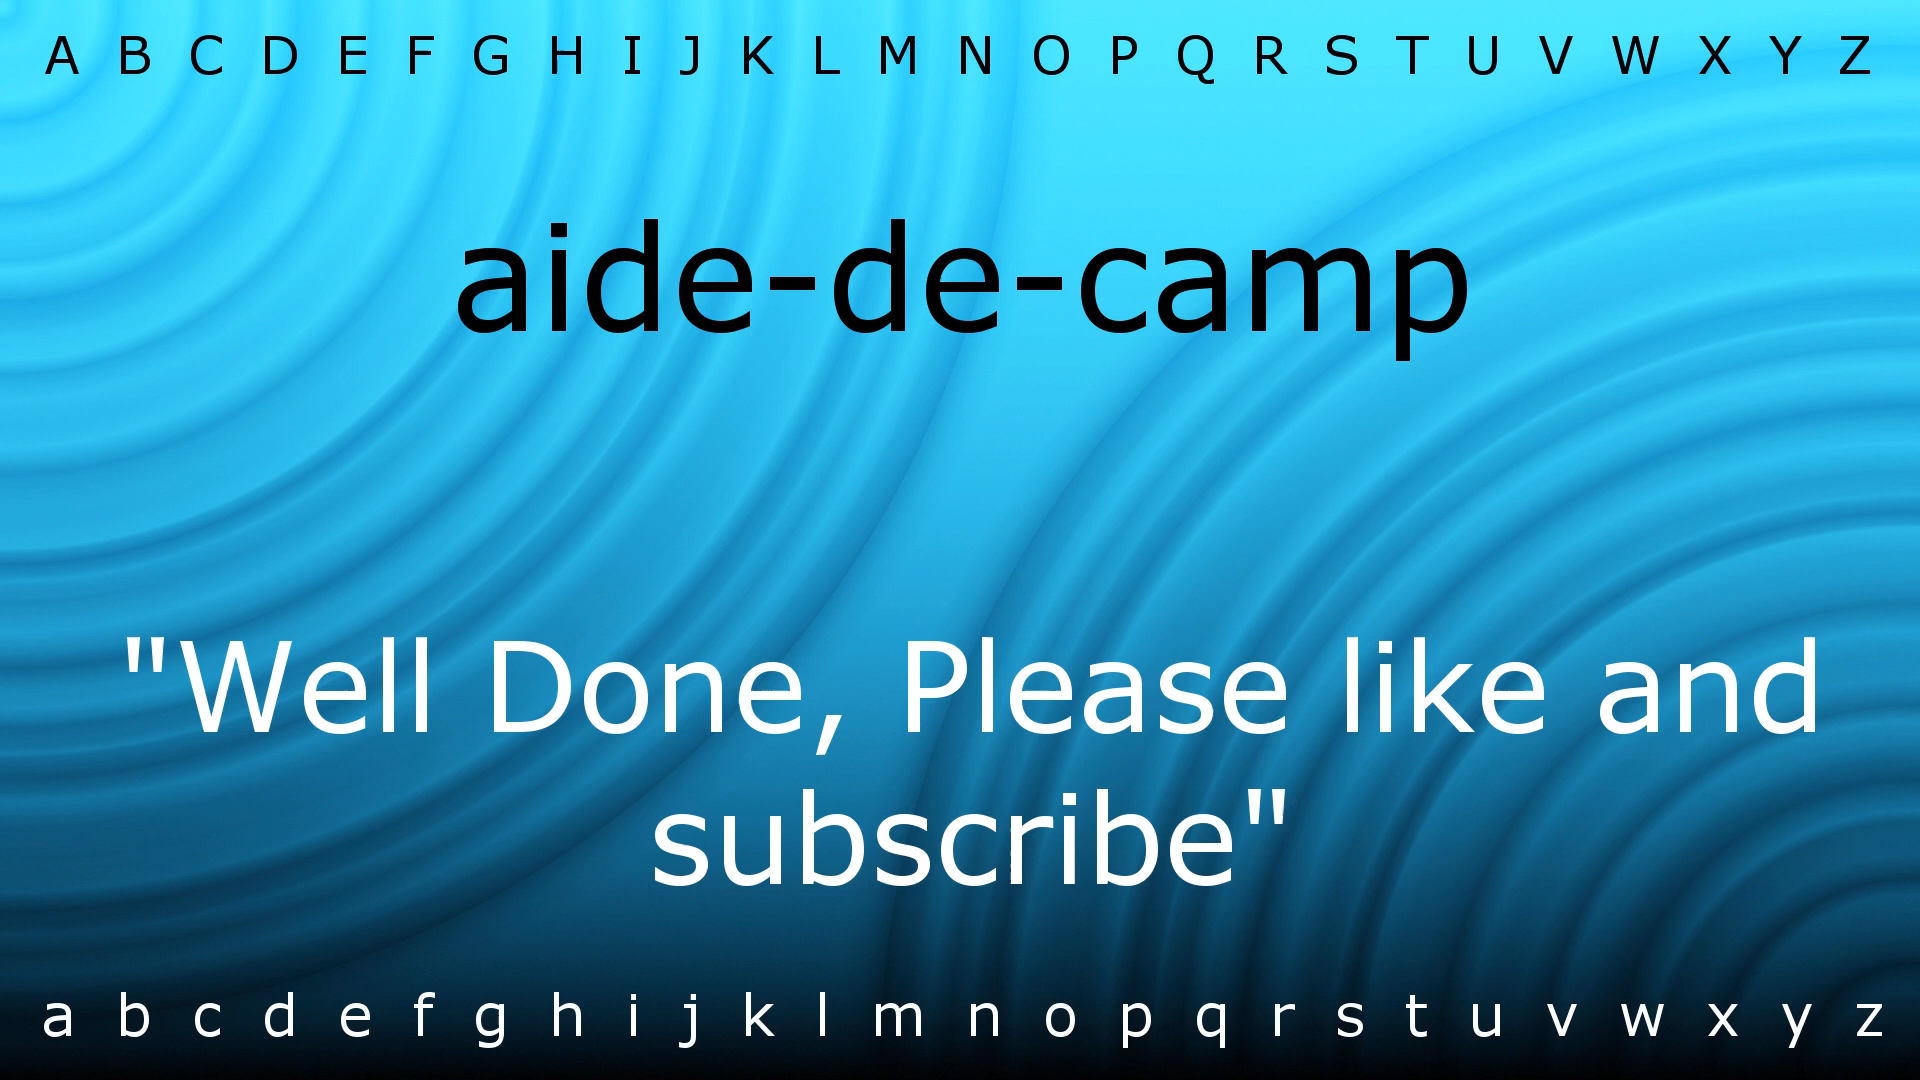 A B C D E F G H I J K L M N O P Q R S T U V W X Y Z
aide-de-camp
"Well Done, Please like and
subscribe"
a b c d e f g h i j k l m n o p q r s t u v w x y z